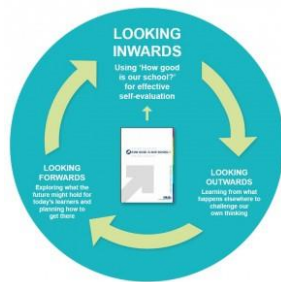 LOOKING
INWARDS
Using 'How good
is our school?'
for effective
self-evaluation
LOOKING
OUTWARDS
Learning from what
happens elsewhere to
challenge our
own thinking
LOOKING
FORWARDS
Exploring what the
future might hold for
today's learners and
planning how to
get there